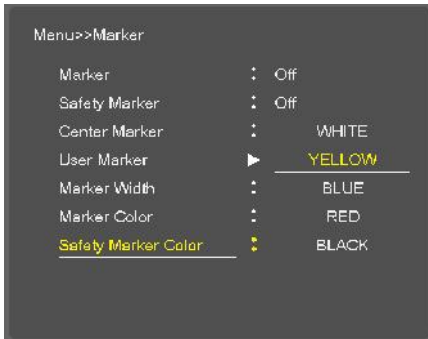 Menu>>Marker
Marker : Off
Safety Marker : Off
Center Marker : WHITE
User Marker ▶ YELLOW
Marker Width : BLUE
Marker Color : RED
Safety Marker Color : BLACK